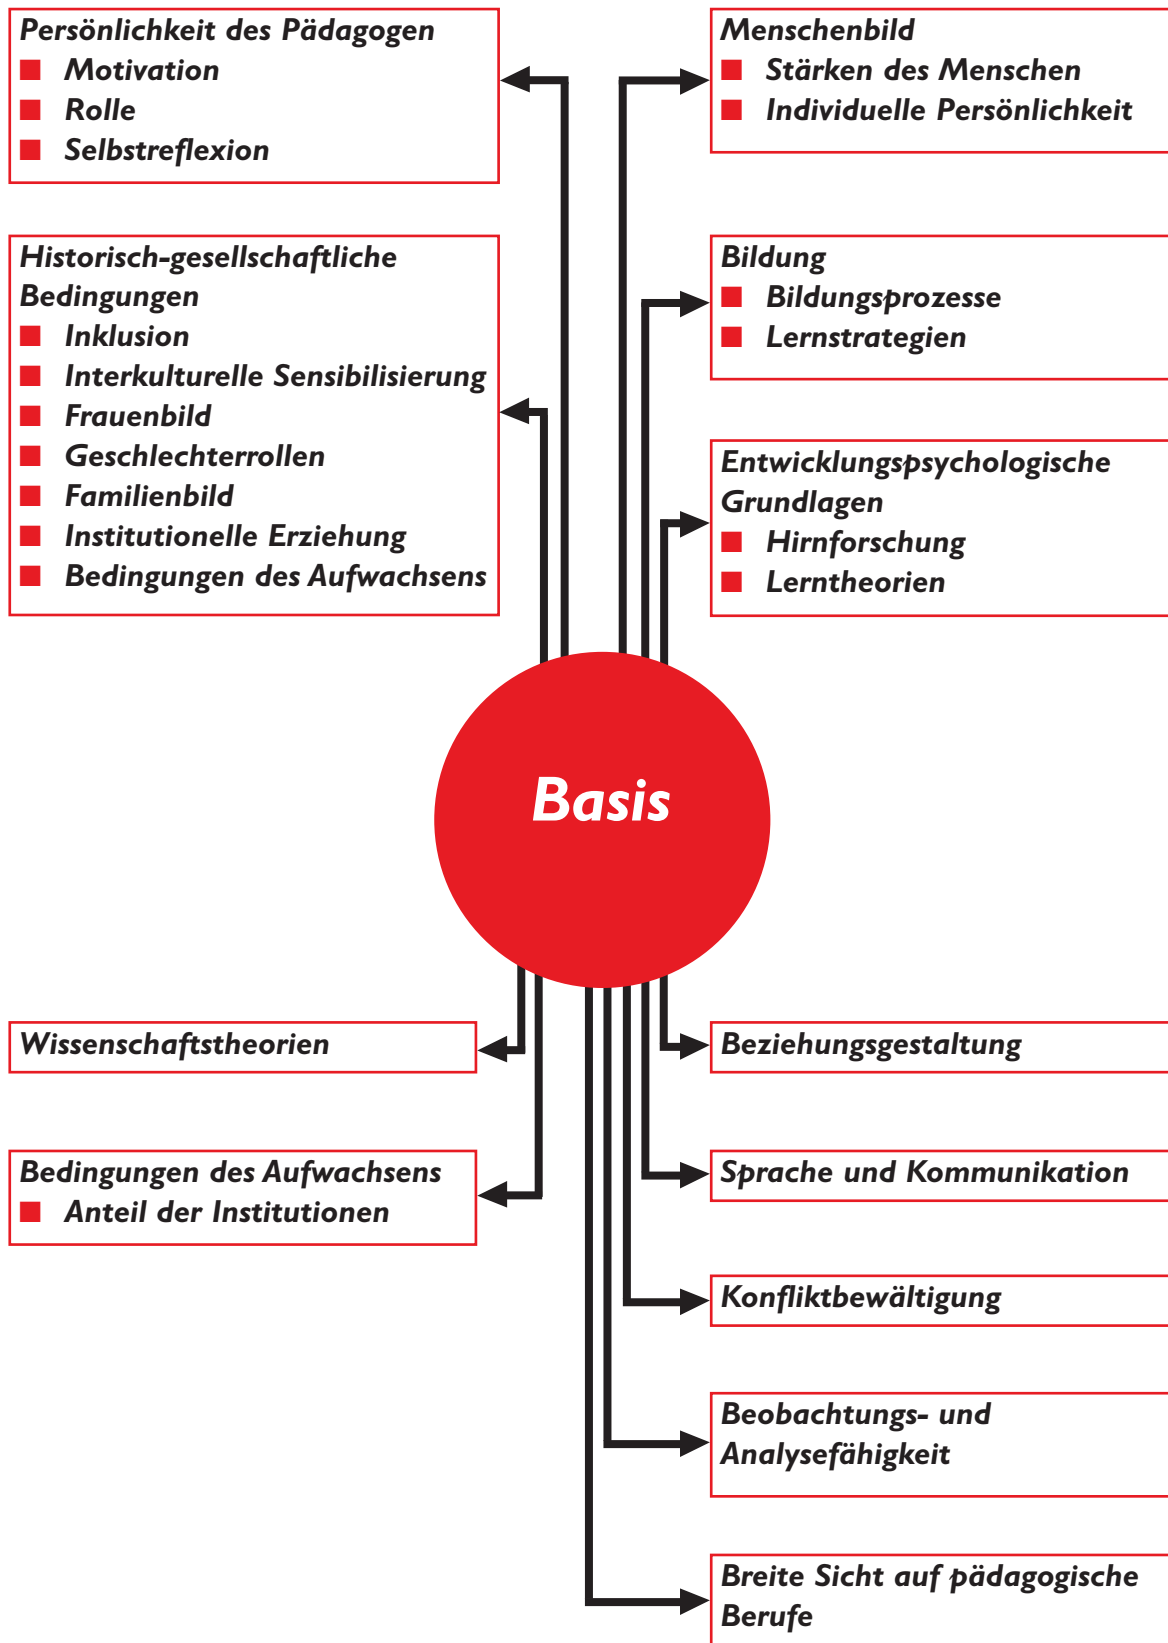 Persönlichkeit des Pädagogen
Motivation
Rolle
Selbstreflexion
Menschenbild
Stärken des Menschen
Individuelle Persönlichkeit
Historisch-gesellschaftliche
Bedingungen
Inklusion
Interkulturelle Sensibilisierung
Frauenbild
Geschlechterrollen
Familienbild
Institutionelle Erziehung
Bedingungen des Aufwachsens
Bildung
Bildungsprozesse
Lernstrategien
Entwicklungspsychologische
Grundlagen
Hirnforschung
Lerntheorien
Basis
Wissenschaftstheorien
Bedingungen des Aufwachsens
Anteil der Institutionen
Beziehungsgestaltung
Sprache und Kommunikation
Konfliktbewältigung
Beobachtungs- und
Analysefähigkeit
Breite Sicht auf pädagogische
Berufe